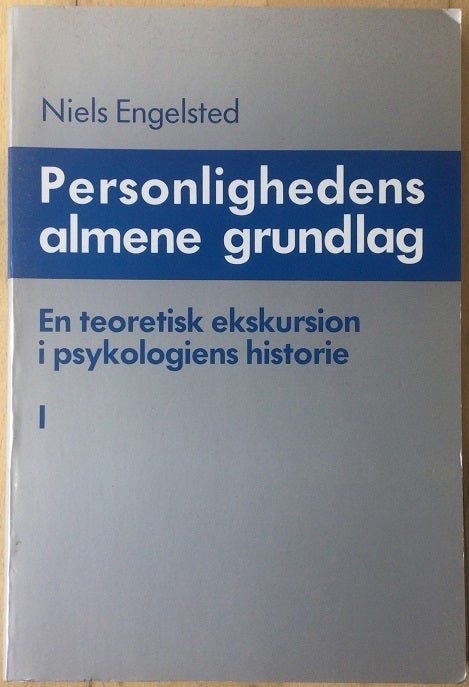 Niels Engelsted
Personlighedens
almene grundlag
En teoretisk ekskursion
i psykologiens historie
I